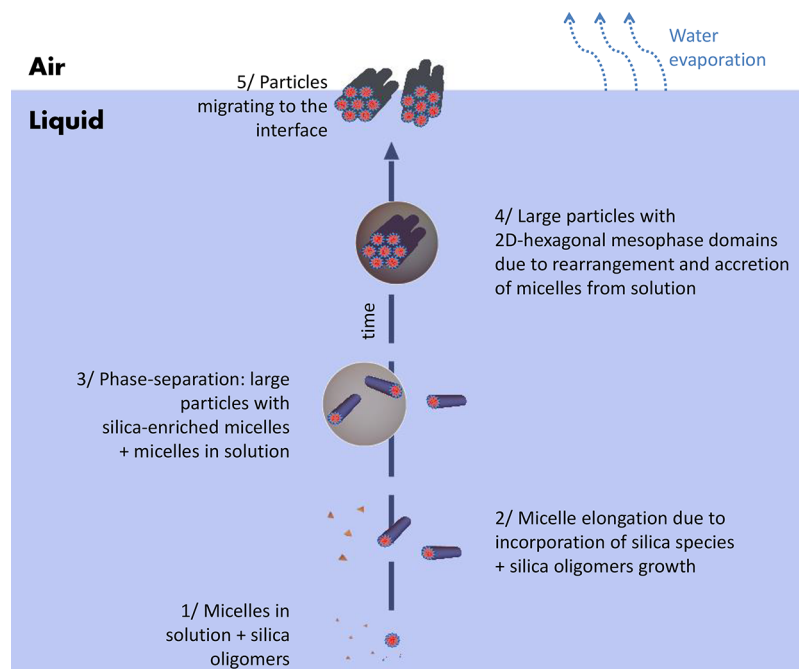 Water
evaporation
Air
5/ Particles
migrating to the
interface
Liquid
4/ Large particles with
2D-hexagonal mesophase domains
due to rearrangement and accretion
of micelles from solution
time
3/ Phase-separation: large
particles with
silica-enriched micelles
+ micelles in solution
2/ Micelle elongation due to
incorporation of silica species
+ silica oligomers growth
1/ Micelles in
solution + silica
oligomers